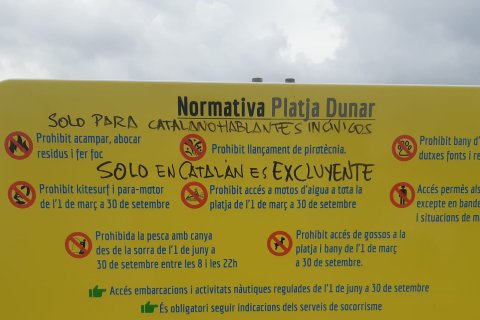 Normativa Platja Dunar
SOLO PARA CATALANOHABLANTES INCÍVICOS
Prohibit acampar, abocar
residus i fer foc
Prohibit llançament de pirotècnia.
Prohibit bany d'
dutxes fonts i re
SOLO EN CATALÁN ES EXCLUYENTE
Prohibit kitesurf i para-motor
de l'1 de març a 30 de setembre
Prohibit accés a motos d'aigua a tota la
platja de l'1 de març a 30 de setembre
Accés permès als
excepte en bande
i situacions de m
Prohibida la pesca amb canya
des de la sorra de l'1 de juny a
30 de setembre entre les 8 i les 22h
Prohibit accés de gossos a la
platja i bany de l'1 de març
a 30 de setembre.
Accés embarcacions i activitats nàutiques regulades de l'1 de juny a 30 de setembre
És obligatori seguir indicacions dels serveis de socorrisme